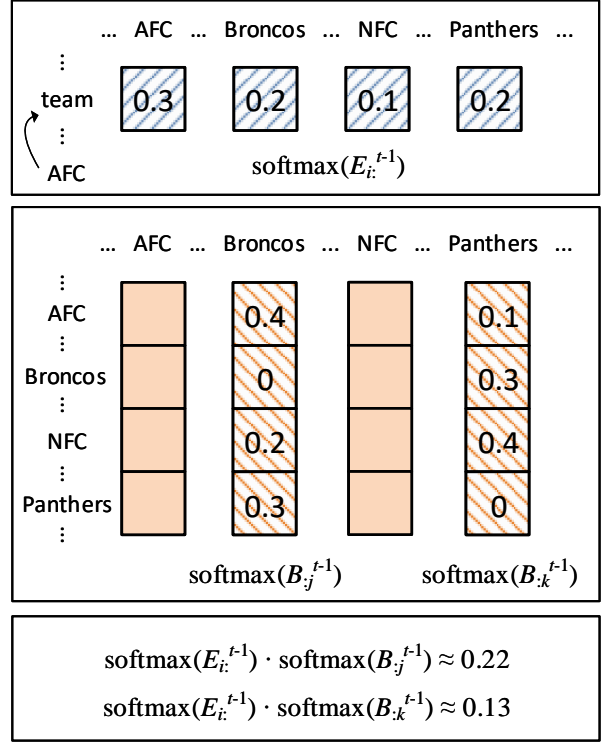 ... AFC ... Broncos ... NFC ... Panthers ...
⋮
team 0.3 0.2 0.1 0.2
⋮
AFC softmax(E_{i:}^{t-1})
... AFC ... Broncos ... NFC ... Panthers ...
⋮
AFC 0.4 0.1
⋮
Broncos 0 0.3
⋮
NFC 0.2 0.4
⋮
Panthers 0.3 0
⋮
softmax(B_{:j}^{t-1}) softmax(B_{:k}^{t-1})
softmax(E_{i:}^{t-1}) · softmax(B_{:j}^{t-1}) ≈ 0.22
softmax(E_{i:}^{t-1}) · softmax(B_{:k}^{t-1}) ≈ 0.13